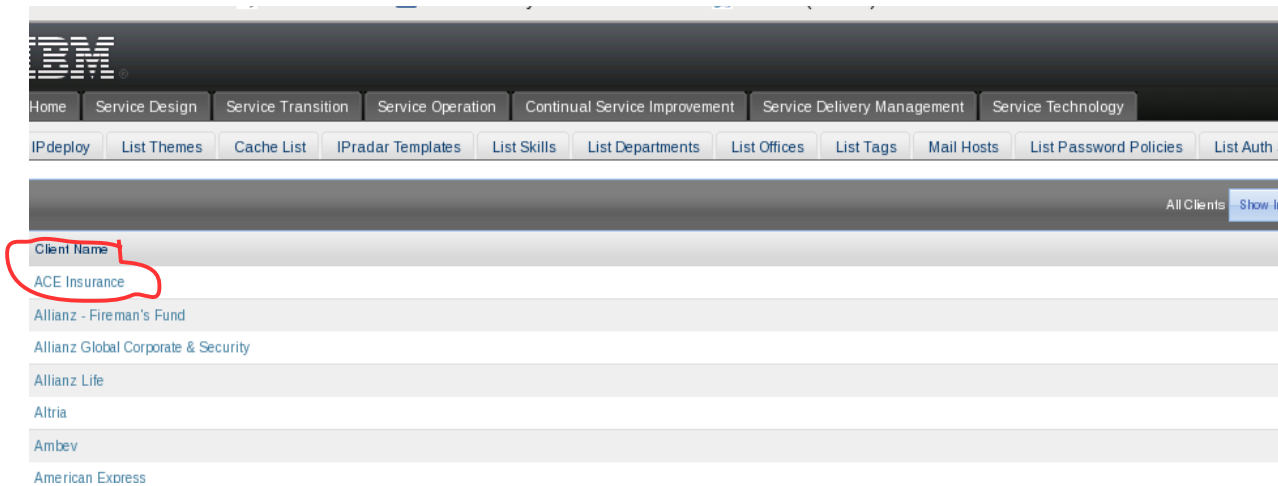 IBM
Home Service Design Service Transition Service Operation Continual Service Improvement Service Delivery Management Service Technology
IPdeploy List Themes Cache List IPradar Templates List Skills List Departments List Offices List Tags Mail Hosts List Password Policies List Auth
All Clients Show
Client Name
ACE Insurance
Allianz - Fireman's Fund
Allianz Global Corporate & Security
Allianz Life
Altria
Ambev
American Express